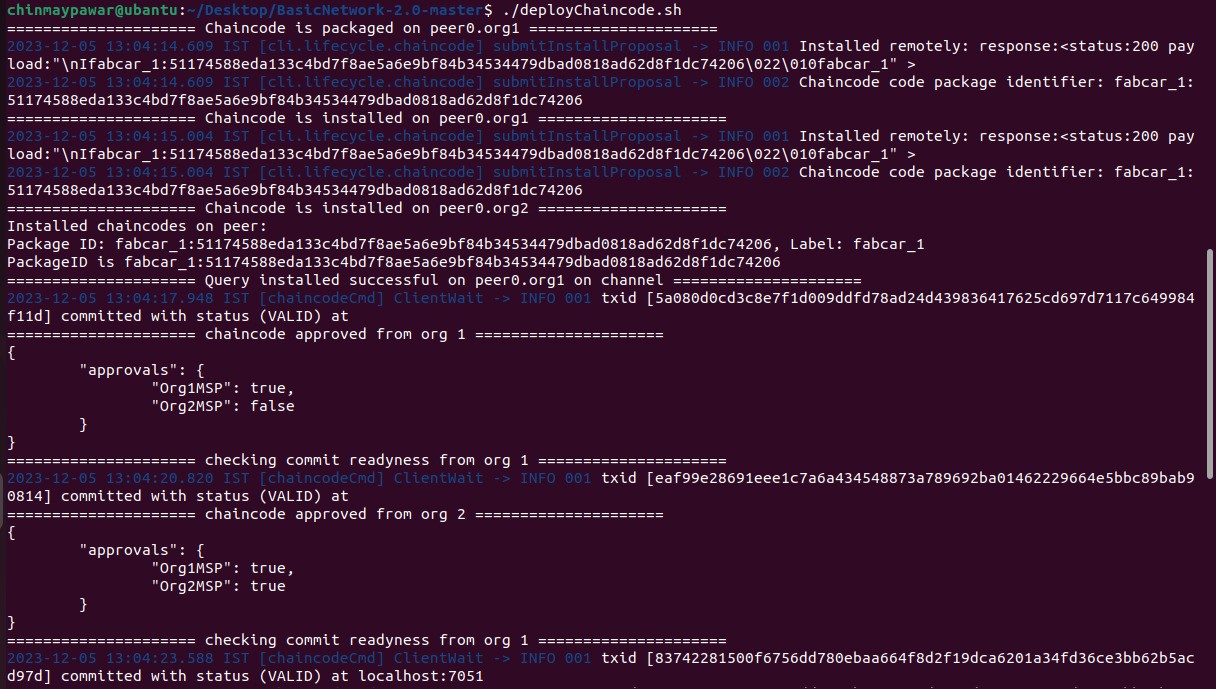 chinmaypawar@ubantu:~/Desktop/BasicNetwork-2.0-master$ ./deployChaincode.sh
===================== Chaincode is packaged on peer0.org1 =====================
2023-12-05 13:04:14.609 IST [cli.lifecycle.chaincode] submitInstallProposal -> INFO 001 Installed remotely: response:<status:200 pay
load:"\nIfabcar_1:51174588eda133c4bd7f8ae5a6e9bf84b34534479dbad0818ad62d8f1dc74206\022\010fabcar_1" >
2023-12-05 13:04:14.609 IST [cli.lifecycle.chaincode] submitInstallProposal -> INFO 002 Chaincode code package identifier: fabcar_1:
51174588eda133c4bd7f8ae5a6e9bf84b34534479dbad0818ad62d8f1dc74206
===================== Chaincode is installed on peer0.org1 =====================
2023-12-05 13:04:15.004 IST [cli.lifecycle.chaincode] submitInstallProposal -> INFO 001 Installed remotely: response:<status:200 pay
load:"\nIfabcar_1:51174588eda133c4bd7f8ae5a6e9bf84b34534479dbad0818ad62d8f1dc74206\022\010fabcar_1" >
2023-12-05 13:04:15.004 IST [cli.lifecycle.chaincode] submitInstallProposal -> INFO 002 Chaincode code package identifier: fabcar_1:
51174588eda133c4bd7f8ae5a6e9bf84b34534479dbad0818ad62d8f1dc74206
===================== Chaincode is installed on peer0.org2 =====================
Installed chaincodes on peer:
Package ID: fabcar_1:51174588eda133c4bd7f8ae5a6e9bf84b34534479dbad0818ad62d8f1dc74206, Label: fabcar_1
PackageID is fabcar_1:51174588eda133c4bd7f8ae5a6e9bf84b34534479dbad0818ad62d8f1dc74206
===================== Query installed successful on peer0.org1 on channel =====================
2023-12-05 13:04:17.948 IST [chaincodeCmd] ClientWait -> INFO 001 txid [5a080d0cd3c8e7f1d009ddfd78ad24d439836417625cd697d7117c649984
f11d] committed with status (VALID) at
===================== chaincode approved from org 1 =====================
{
"approvals": {
"Org1MSP": true,
"Org2MSP": false
}
}
===================== checking commit readyness from org 1 =====================
2023-12-05 13:04:20.820 IST [chaincodeCmd] ClientWait -> INFO 001 txid [eaf99e28691eee1c7a6a434548873a789692ba01462229664e5bbc89bab9
0814] committed with status (VALID) at
===================== chaincode approved from org 2 =====================
{
"approvals": {
"Org1MSP": true,
"Org2MSP": true
}
}
===================== checking commit readyness from org 1 =====================
2023-12-05 13:04:23.588 IST [chaincodeCmd] ClientWait -> INFO 001 txid [83742281500f6756dd780ebaa664f8d2f19dca6201a34fd36ce3bb62b5ac
d97d] committed with status (VALID) at localhost:7051